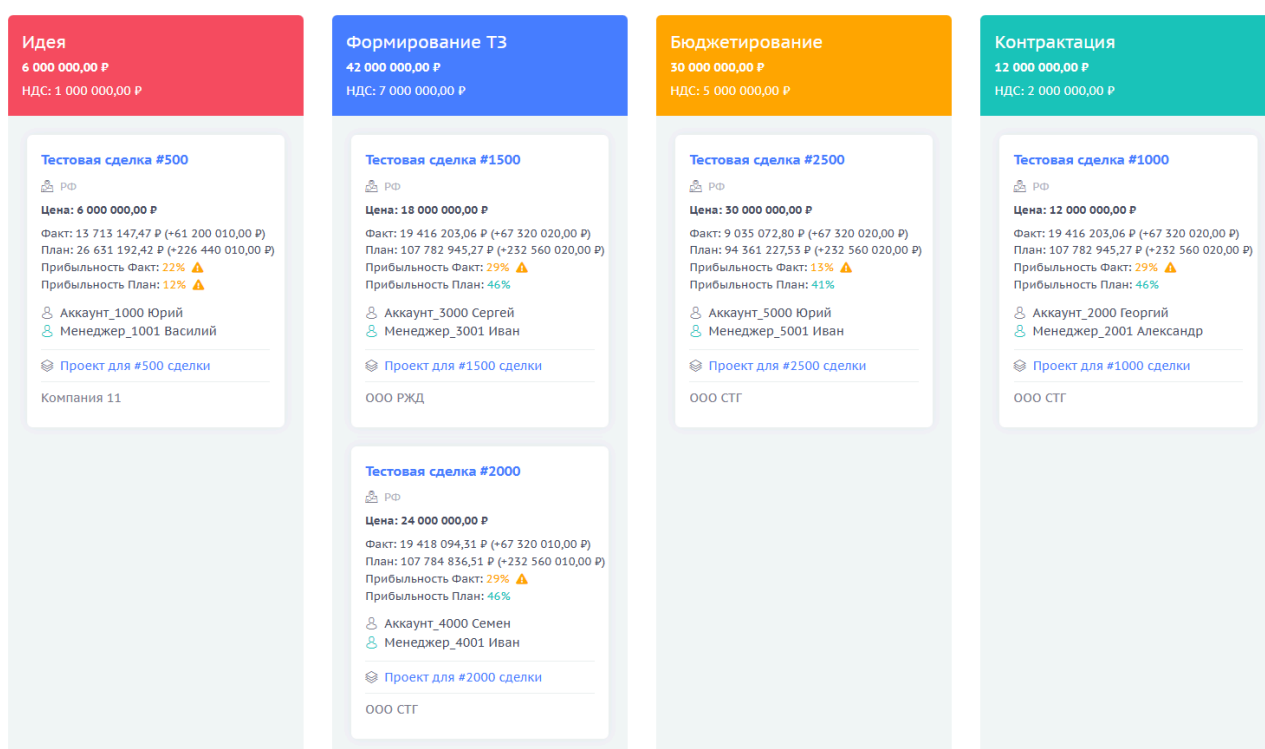 Идея
6 000 000,00 ₽
НДС: 1 000 000,00 ₽
Тестовая сделка #500
РФ
Цена: 6 000 000,00 ₽
Факт: 13 713 147,47 ₽ (+61 200 010,00 ₽)
План: 26 631 192,42 ₽ (+226 440 010,00 ₽)
Прибыльность Факт: 22%
Прибыльность План: 12%
Аккаунт_1000 Юрий
Менеджер_1001 Василий
Проект для #500 сделки
Компания 11
Формирование ТЗ
42 000 000,00 ₽
НДС: 7 000 000,00 ₽
Тестовая сделка #1500
РФ
Цена: 18 000 000,00 ₽
Факт: 19 416 203,06 ₽ (+67 320 020,00 ₽)
План: 107 782 945,27 ₽ (+232 560 020,00 ₽)
Прибыльность Факт: 29%
Прибыльность План: 46%
Аккаунт_3000 Сергей
Менеджер_3001 Иван
Проект для #1500 сделки
ООО РЖД
Тестовая сделка #2000
РФ
Цена: 24 000 000,00 ₽
Факт: 19 418 094,31 ₽ (+67 320 010,00 ₽)
План: 107 784 836,51 ₽ (+232 560 010,00 ₽)
Прибыльность Факт: 29%
Прибыльность План: 46%
Аккаунт_4000 Семен
Менеджер_4001 Иван
Проект для #2000 сделки
ООО СТГ
Бюджетирование
30 000 000,00 ₽
НДС: 5 000 000,00 ₽
Тестовая сделка #2500
РФ
Цена: 30 000 000,00 ₽
Факт: 9 035 072,80 ₽ (+67 320 020,00 ₽)
План: 94 361 227,53 ₽ (+232 560 020,00 ₽)
Прибыльность Факт: 13%
Прибыльность План: 41%
Аккаунт_5000 Юрий
Менеджер_5001 Иван
Проект для #2500 сделки
ООО СТГ
Контрактация
12 000 000,00 ₽
НДС: 2 000 000,00 ₽
Тестовая сделка #1000
РФ
Цена: 12 000 000,00 ₽
Факт: 19 416 203,06 ₽ (+67 320 020,00 ₽)
План: 107 782 945,27 ₽ (+232 560 020,00 ₽)
Прибыльность Факт: 29%
Прибыльность План: 46%
Аккаунт_2000 Георгий
Менеджер_2001 Александр
Проект для #1000 сделки
ООО СТГ